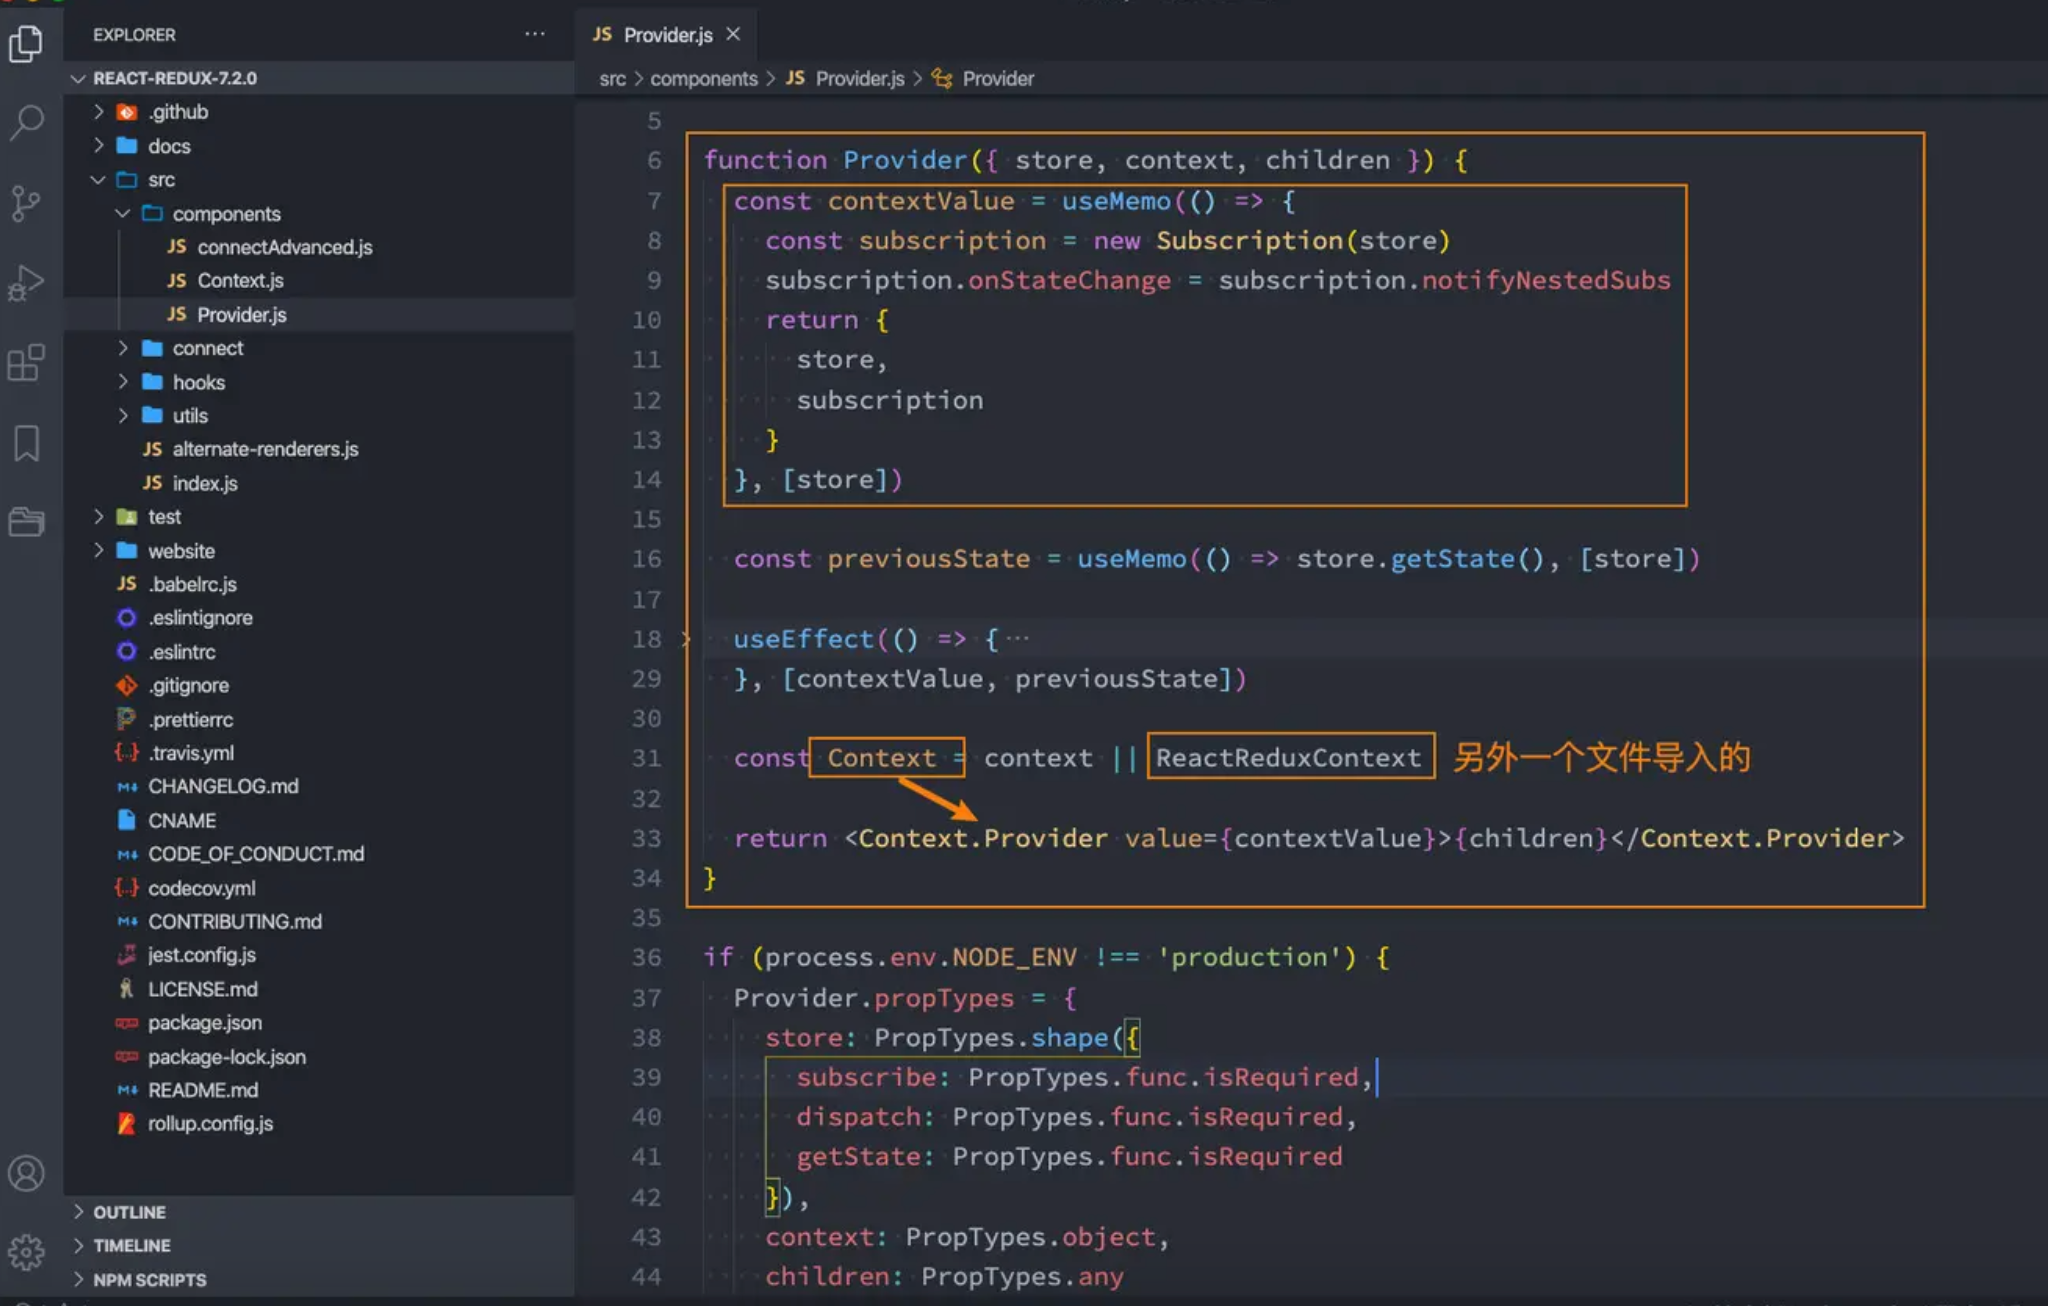 EXPLORER
REACT-REDUX-7.2.0
.github
docs
src
components
JS connectAdvanced.js
JS Context.js
JS Provider.js
connect
hooks
utils
JS alternate-renderers.js
JS index.js
test
website
JS .babelrc.js
.eslintignore
.eslintrc
.gitignore
.prettierrc
.travis.yml
CHANGELOG.md
CNAME
CODE_OF_CONDUCT.md
codecov.yml
CONTRIBUTING.md
jest.config.js
LICENSE.md
package.json
package-lock.json
README.md
rollup.config.js
OUTLINE
TIMELINE
NPM SCRIPTS
JS Provider.js
src > components > JS Provider.js > Provider
5
6 function Provider({ store, context, children }) {
7 const contextValue = useMemo(() => {
8 const subscription = new Subscription(store)
9 subscription.onStateChange = subscription.notifyNestedSubs
10 return {
11 store,
12 subscription
13 }
14 }, [store])
15
16 const previousState = useMemo(() => store.getState(), [store])
17
18 useEffect(() => {···
29 }, [contextValue, previousState])
30
31 const Context = context || ReactReduxContext 另外一个文件导入的
32
33 return <Context.Provider value={contextValue}>{children}</Context.Provider>
34 }
35
36 if (process.env.NODE_ENV !== 'production') {
37 Provider.propTypes = {
38 store: PropTypes.shape({
39 subscribe: PropTypes.func.isRequired,
40 dispatch: PropTypes.func.isRequired,
41 getState: PropTypes.func.isRequired
42 }),
43 context: PropTypes.object,
44 children: PropTypes.any